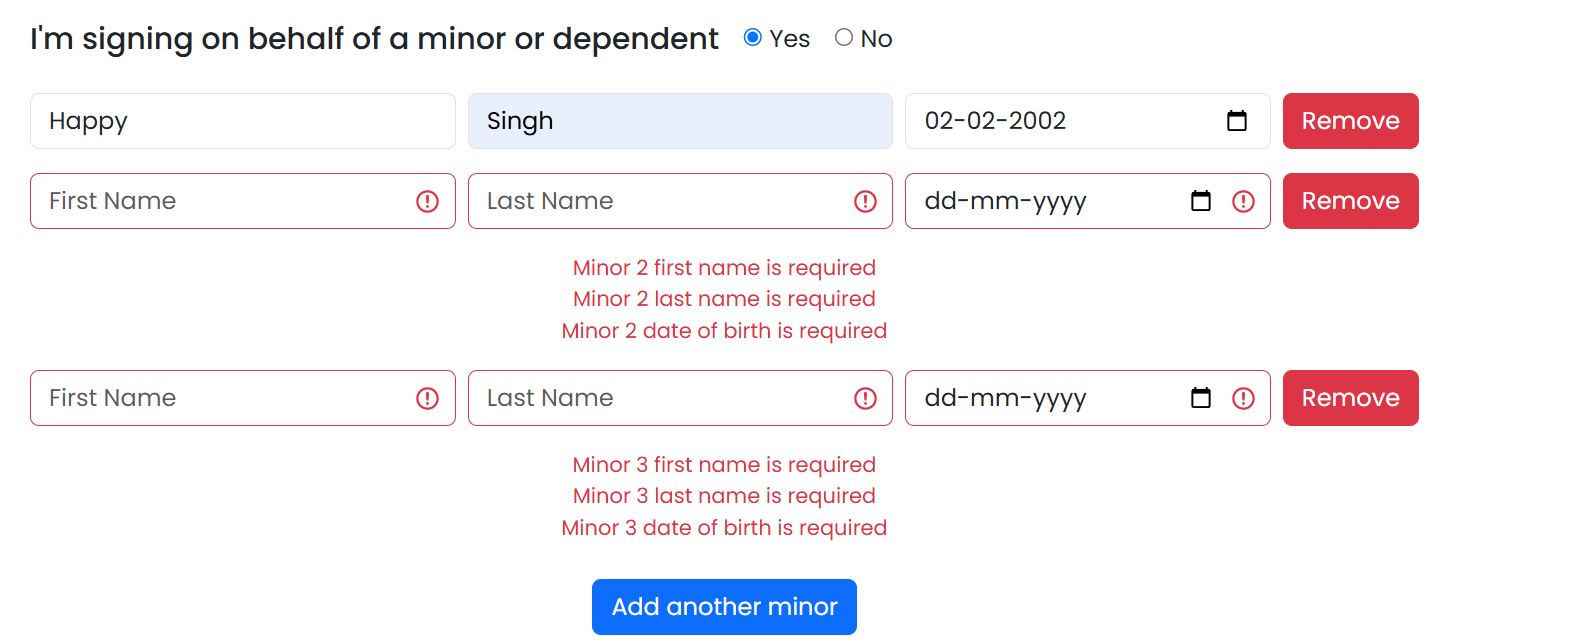 I'm signing on behalf of a minor or dependent Yes No
Happy Singh 02-02-2002 Remove
First Name Last Name dd-mm-yyyy Remove
Minor 2 first name is required
Minor 2 last name is required
Minor 2 date of birth is required
First Name Last Name dd-mm-yyyy Remove
Minor 3 first name is required
Minor 3 last name is required
Minor 3 date of birth is required
Add another minor